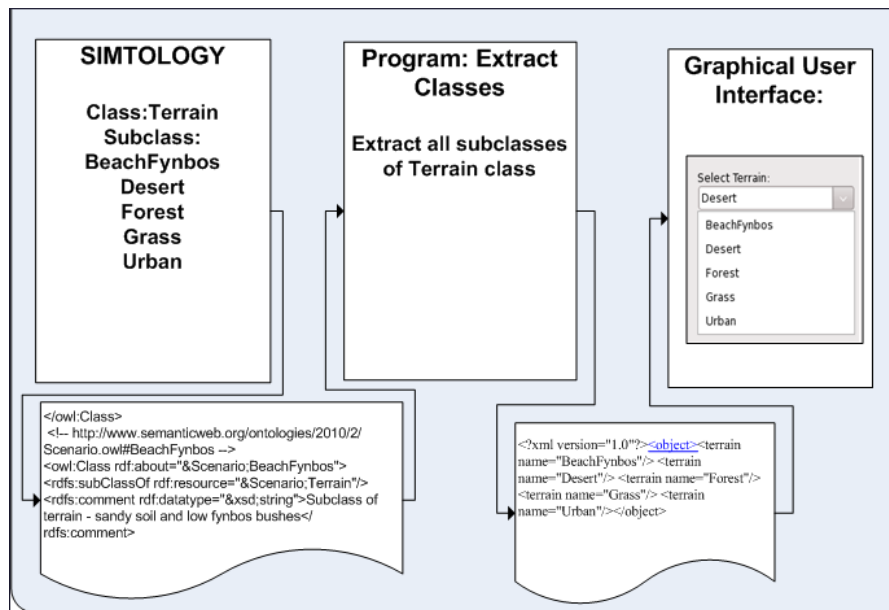 SIMTOLOGY
Class:Terrain
Subclass:
BeachFynbos
Desert
Forest
Grass
Urban
</owl:Class>
<!-- http://www.semanticweb.org/ontologies/2010/2/
Scenario.owl#BeachFynbos -->
<owl:Class rdf:about="&Scenario;BeachFynbos">
<rdfs:subClassOf rdf:resource="&Scenario;Terrain"/>
<rdfs:comment rdf:datatype="&xsd;string">Subclass of
terrain - sandy soil and low fynbos bushes</
rdfs:comment>
Program: Extract
Classes
Extract all subclasses
of Terrain class
<?xml version="1.0"?><object><terrain
name="BeachFynbos"/> <terrain
name="Desert"/> <terrain name="Forest"/>
<terrain name="Grass"/> <terrain
name="Urban"/></object>
Graphical User
Interface:
Select Terrain:
Desert
BeachFynbos
Desert
Forest
Grass
Urban